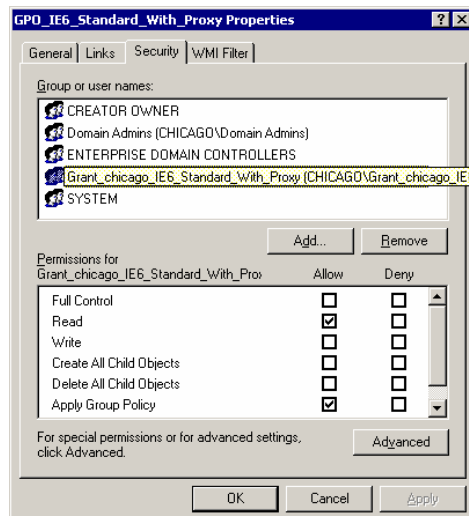 GPO_IE6_Standard_With_Proxy Properties
General Links Security WMI Filter
Group or user names:
CREATOR OWNER
Domain Admins (CHICAGO\Domain Admins)
ENTERPRISE DOMAIN CONTROLLERS
Grant_chicago_IE6_Standard_With_Proxy (CHICAGO\Grant_chicago_IE6
SYSTEM
Add... Remove
Permissions for
Grant_chicago_IE6_Standard_With_Pro Allow Deny
Full Control
Read
Write
Create All Child Objects
Delete All Child Objects
Apply Group Policy
For special permissions or for advanced settings,
click Advanced.
Advanced
OK Cancel Apply